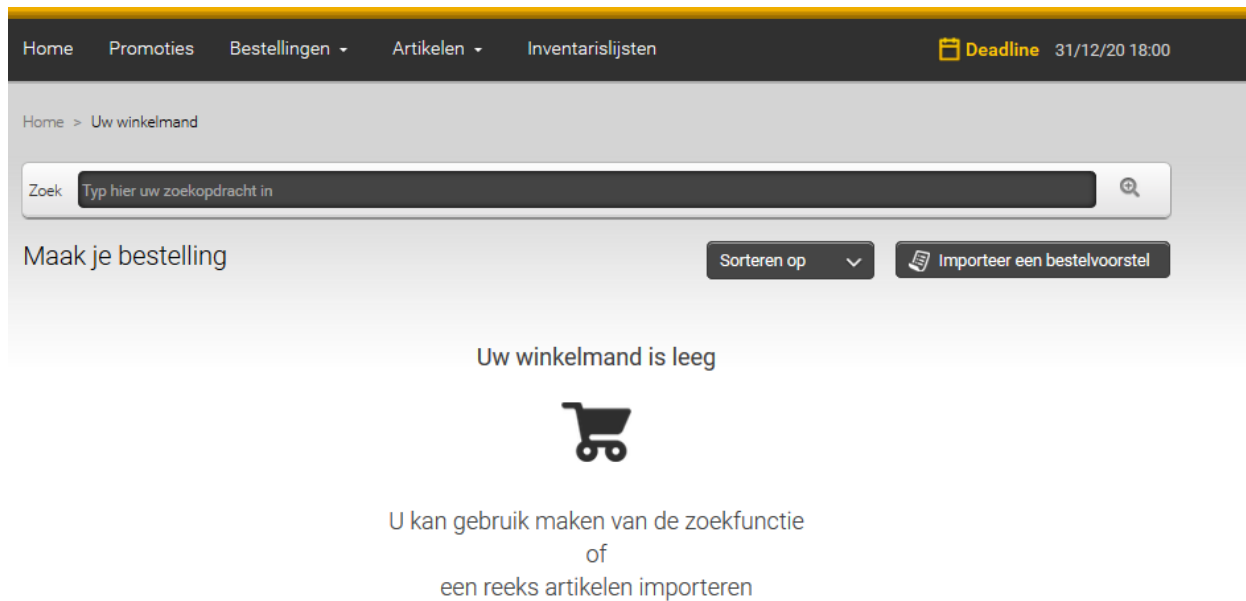 Home Promoties Bestellingen Artikelen Inventarislijsten Deadline 31/12/20 18:00
Home > Uw winkelmand
Zoek Typ hier uw zoekopdracht in
Maak je bestelling Sorteren op Importeer een bestelvoorstel
Uw winkelmand is leeg
U kan gebruik maken van de zoekfunctie
of
een reeks artikelen importeren